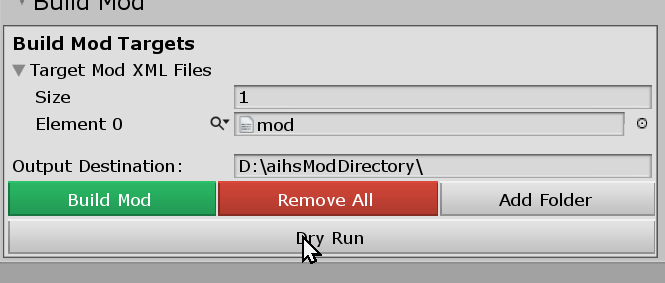 Build Mod
Build Mod Targets
Target Mod XML Files
Size 1
Element 0 mod
Output Destination: D:\aihsModDirectory\
Build Mod Remove All Add Folder
Dry Run